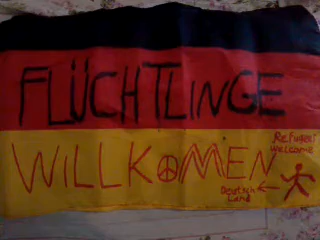 FLÜCHTLINGE
WILLKOMEN
Refugees
welcome
Deutsch
Land